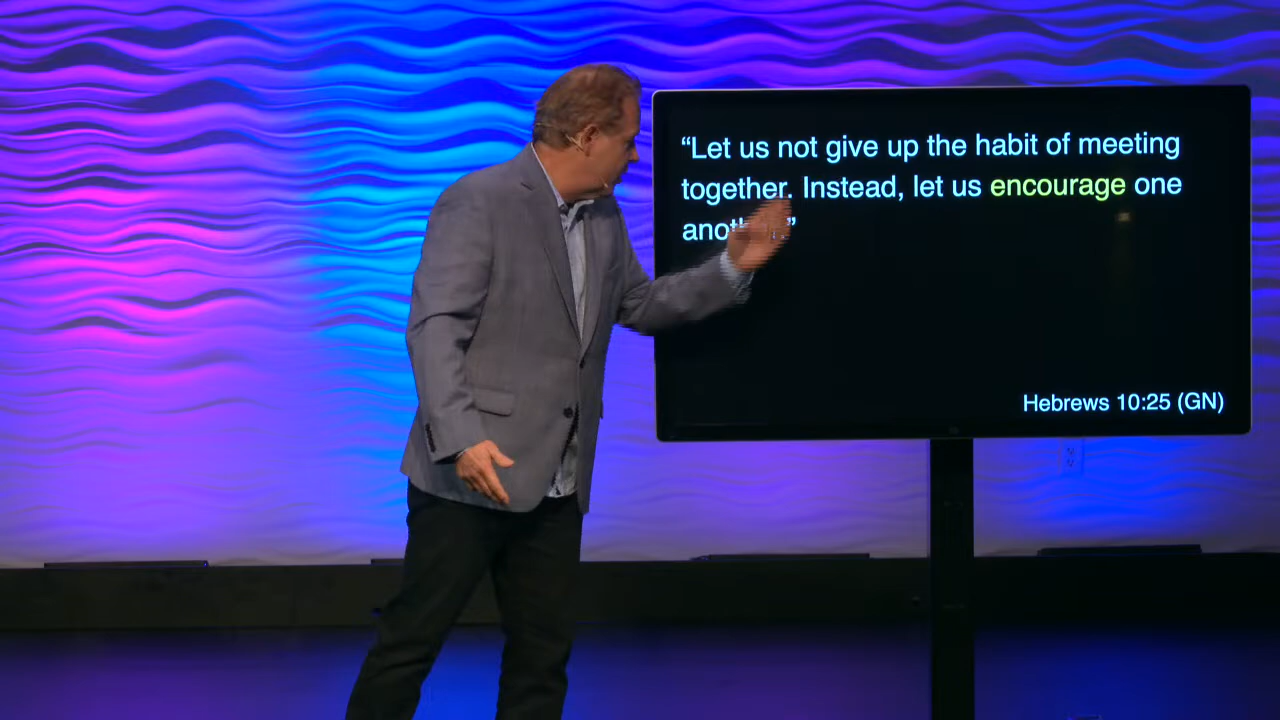 “Let us not give up the habit of meeting
together. Instead, let us encourage one
Hebrews 10:25 (GN)